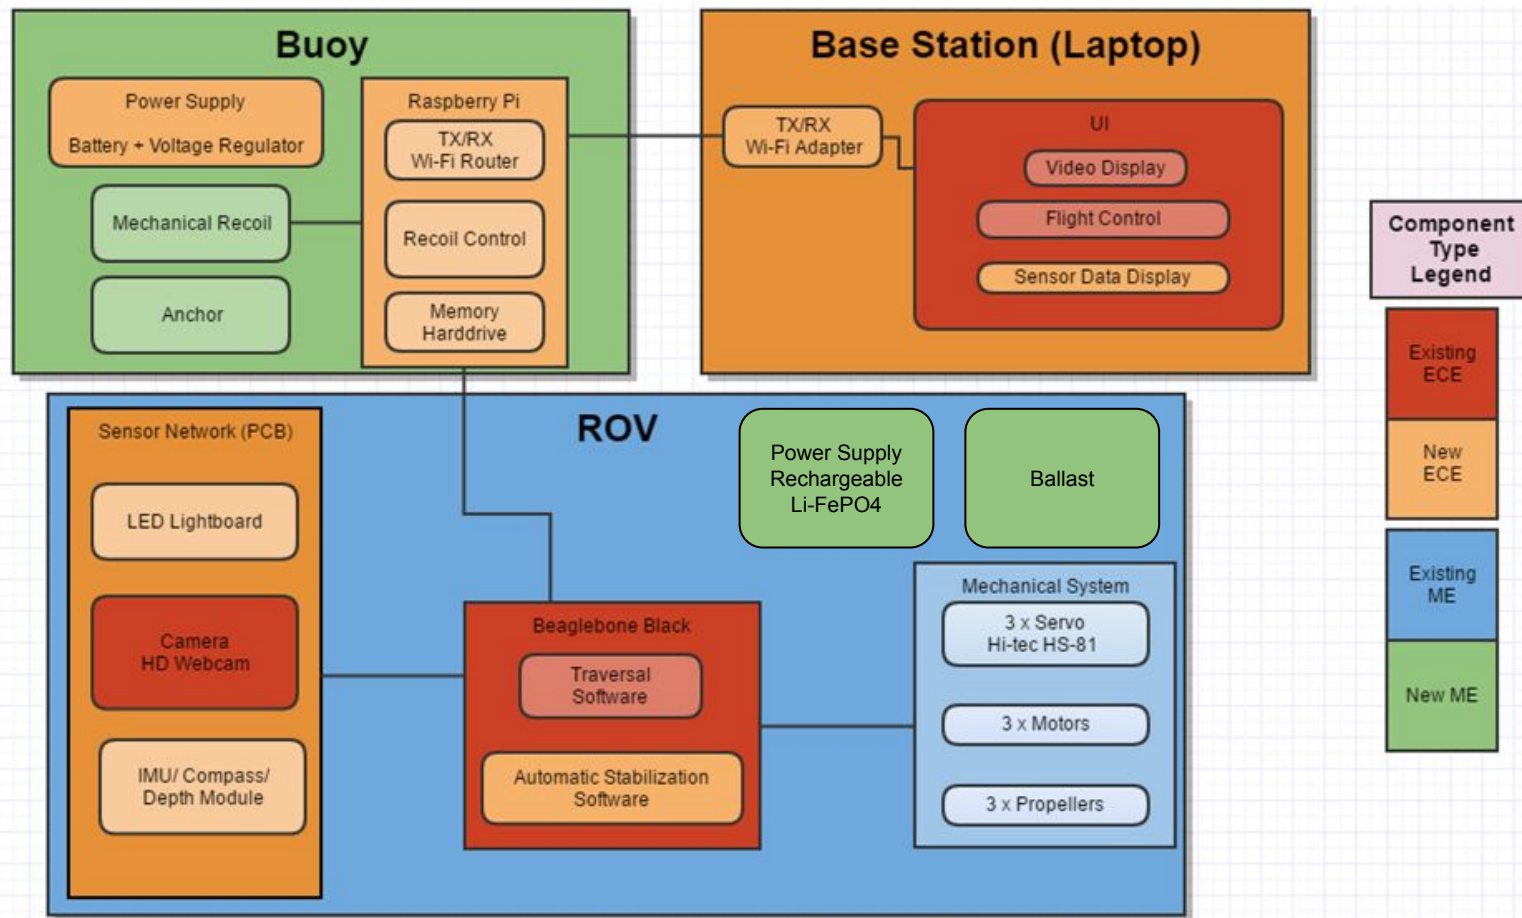 Buoy
Power Supply
Battery + Voltage Regulator
Mechanical Recoil
Anchor
Raspberry Pi
TX/RX
Wi-Fi Router
Recoil Control
Memory
Harddrive
Base Station (Laptop)
TX/RX
Wi-Fi Adapter
UI
Video Display
Flight Control
Sensor Data Display
ROV
Sensor Network (PCB)
LED Lightboard
Camera
HD Webcam
IMU/ Compass/
Depth Module
Beaglebone Black
Traversal
Software
Automatic Stabilization
Software
Power Supply
Rechargeable
Li-FePO4
Ballast
Mechanical System
3 x Servo
Hi-tec HS-81
3 x Motors
3 x Propellers
Component
Type
Legend
Existing
ECE
New
ECE
Existing
ME
New ME